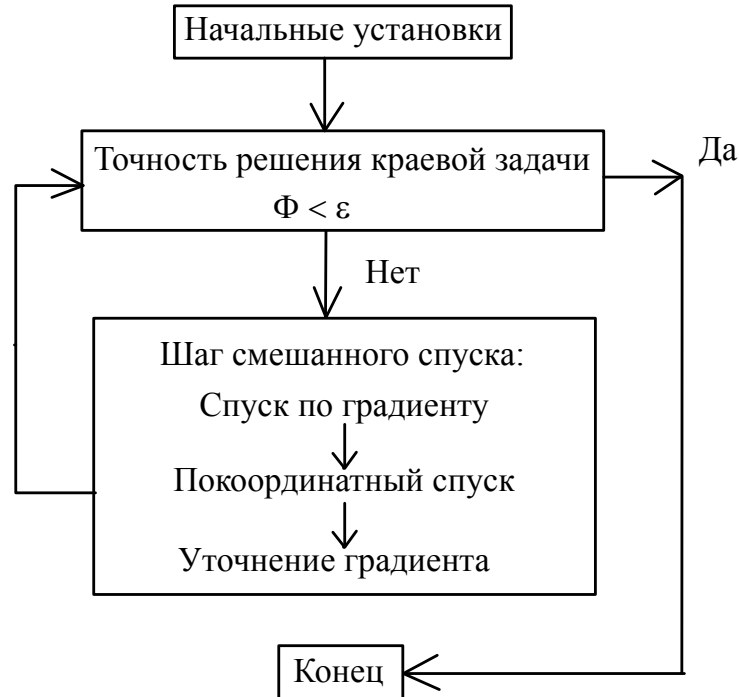 Начальные установки
Точность решения краевой задачи
Φ < ε
Да
Нет
Шаг смешанного спуска:
Спуск по градиенту
Покоординатный спуск
Уточнение градиента
Конец